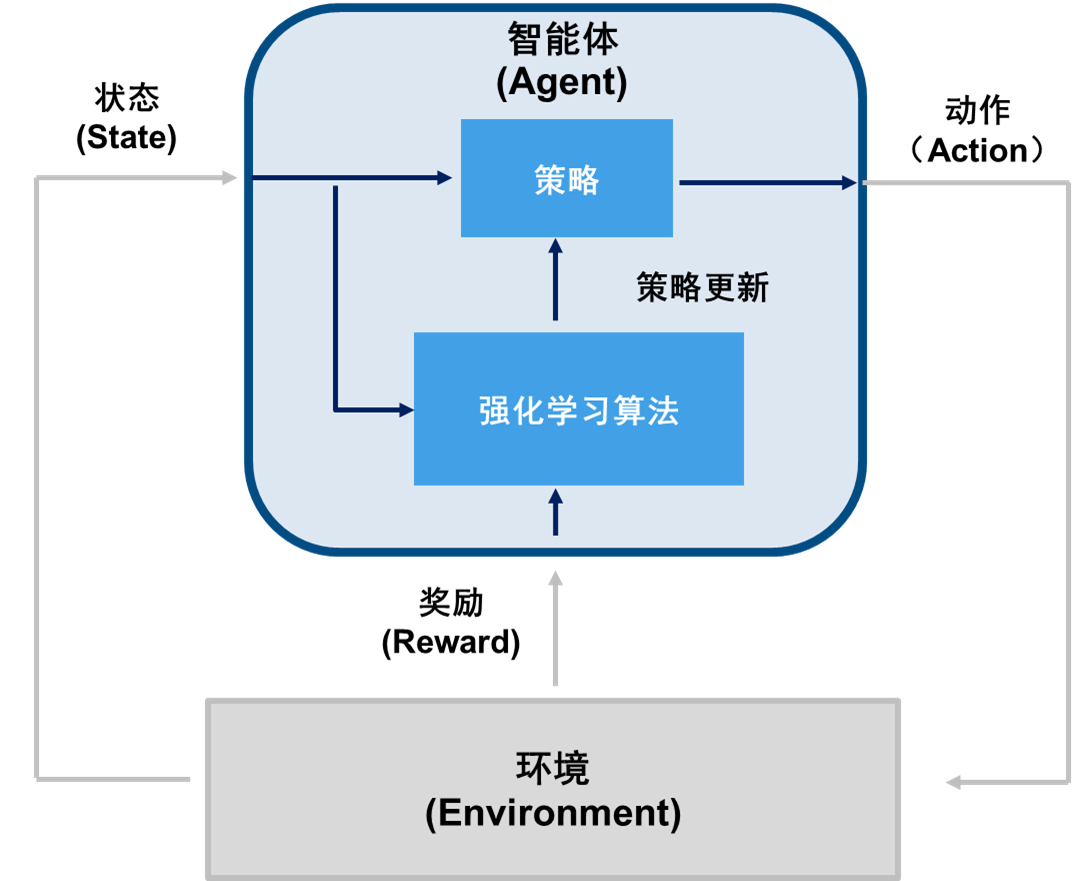 智能体
(Agent)
状态
(State)
动作
（Action）
策略
策略更新
强化学习算法
奖励
(Reward)
环境
(Environment)